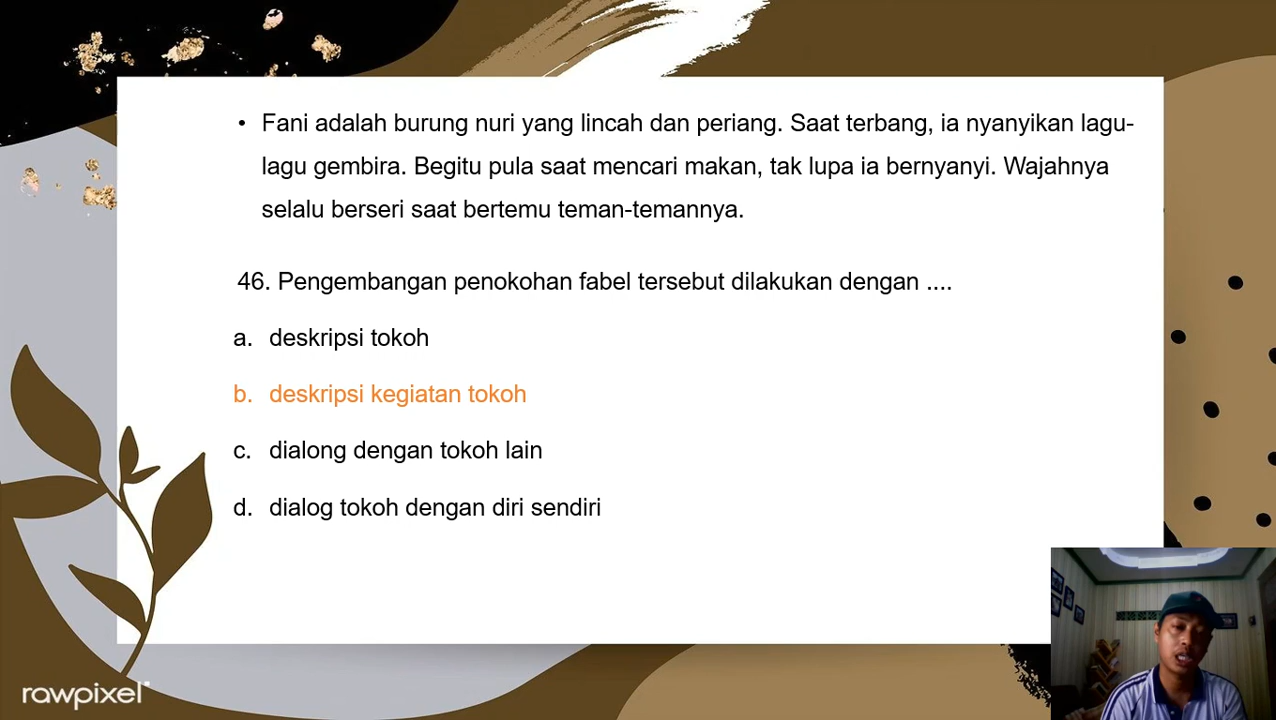 • Fani adalah burung nuri yang lincah dan periang. Saat terbang, ia nyanyikan lagu-
lagu gembira. Begitu pula saat mencari makan, tak lupa ia bernyanyi. Wajahnya
selalu berseri saat bertemu teman-temannya.
46. Pengembangan penokohan fabel tersebut dilakukan dengan ....
a. deskripsi tokoh
b. deskripsi kegiatan tokoh
c. dialong dengan tokoh lain
d. dialog tokoh dengan diri sendiri
rawpixel